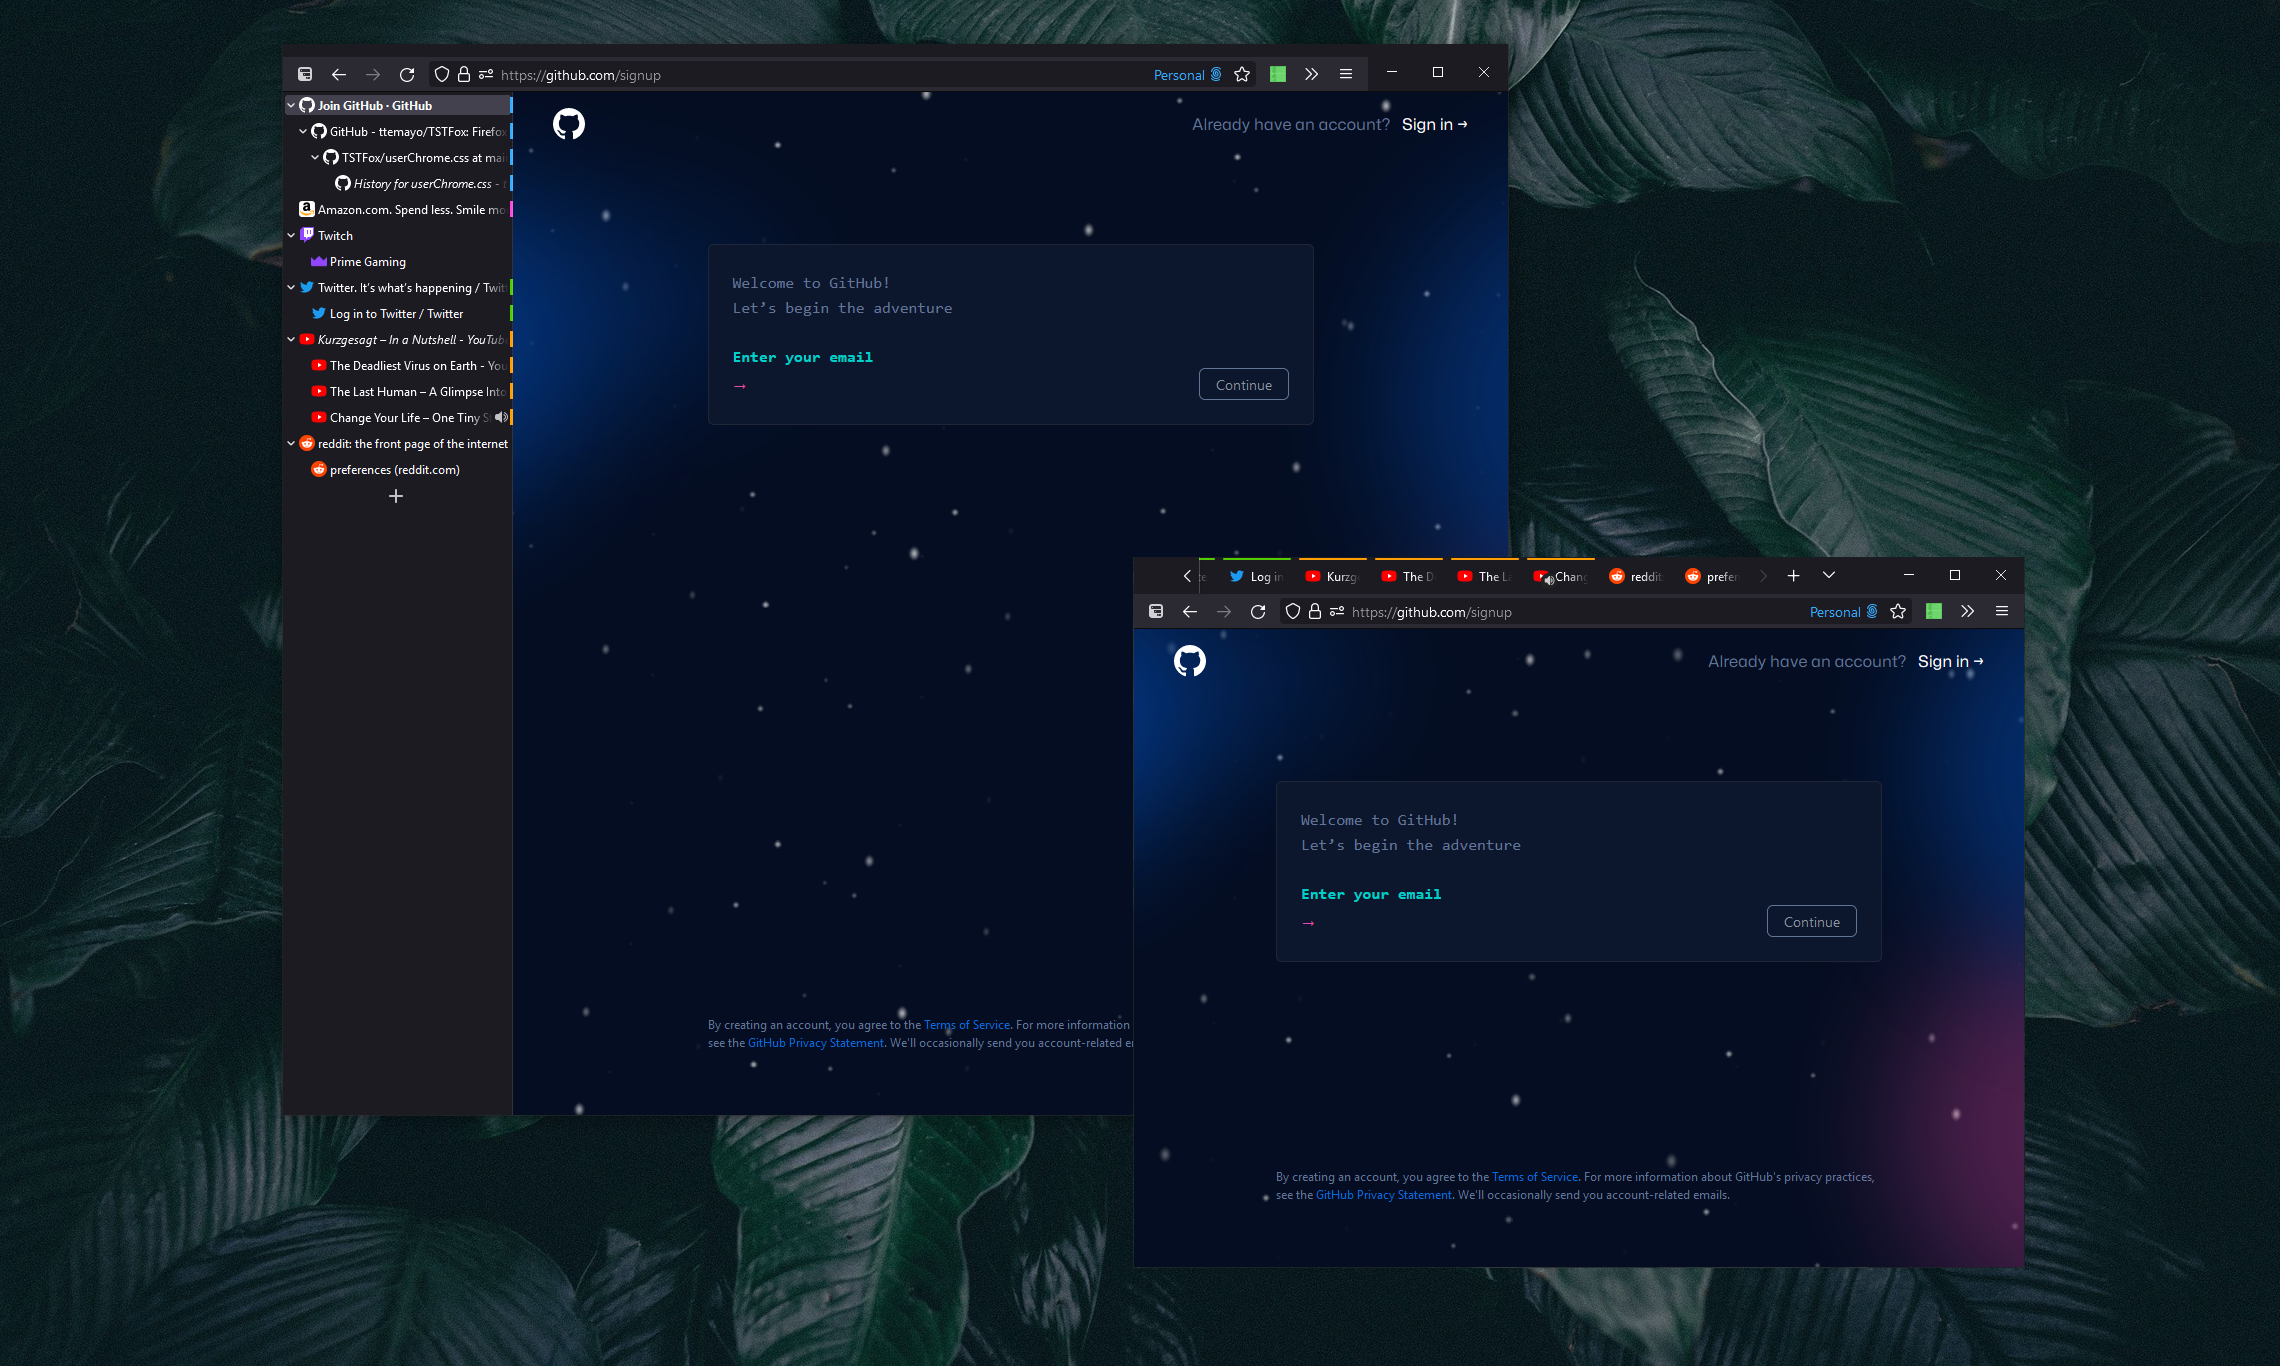 https://github.com/signup
Personal
Join GitHub · GitHub
GitHub - ttemayo/TSTFox: Firefox
TSTFox/userChrome.css at mai
History for userChrome.css - t
Amazon.com. Spend less. Smile mo
Twitch
Prime Gaming
Twitter. It's what's happening / Twitt
Log in to Twitter / Twitter
Kurzgesagt – In a Nutshell - YouTube
The Deadliest Virus on Earth - You
The Last Human – A Glimpse Into
Change Your Life – One Tiny S
reddit: the front page of the internet
preferences (reddit.com)
Already have an account? Sign in →
Welcome to GitHub!
Let’s begin the adventure
Enter your email
→
Continue
By creating an account, you agree to the Terms of Service. For more information
see the GitHub Privacy Statement. We'll occasionally send you account-related e
Log in
Kurzg
The D
The La
Chang
reddit
prefer
https://github.com/signup
Personal
Already have an account? Sign in →
Welcome to GitHub!
Let’s begin the adventure
Enter your email
→
Continue
By creating an account, you agree to the Terms of Service. For more information about GitHub's privacy practices,
see the GitHub Privacy Statement. We'll occasionally send you account-related emails.